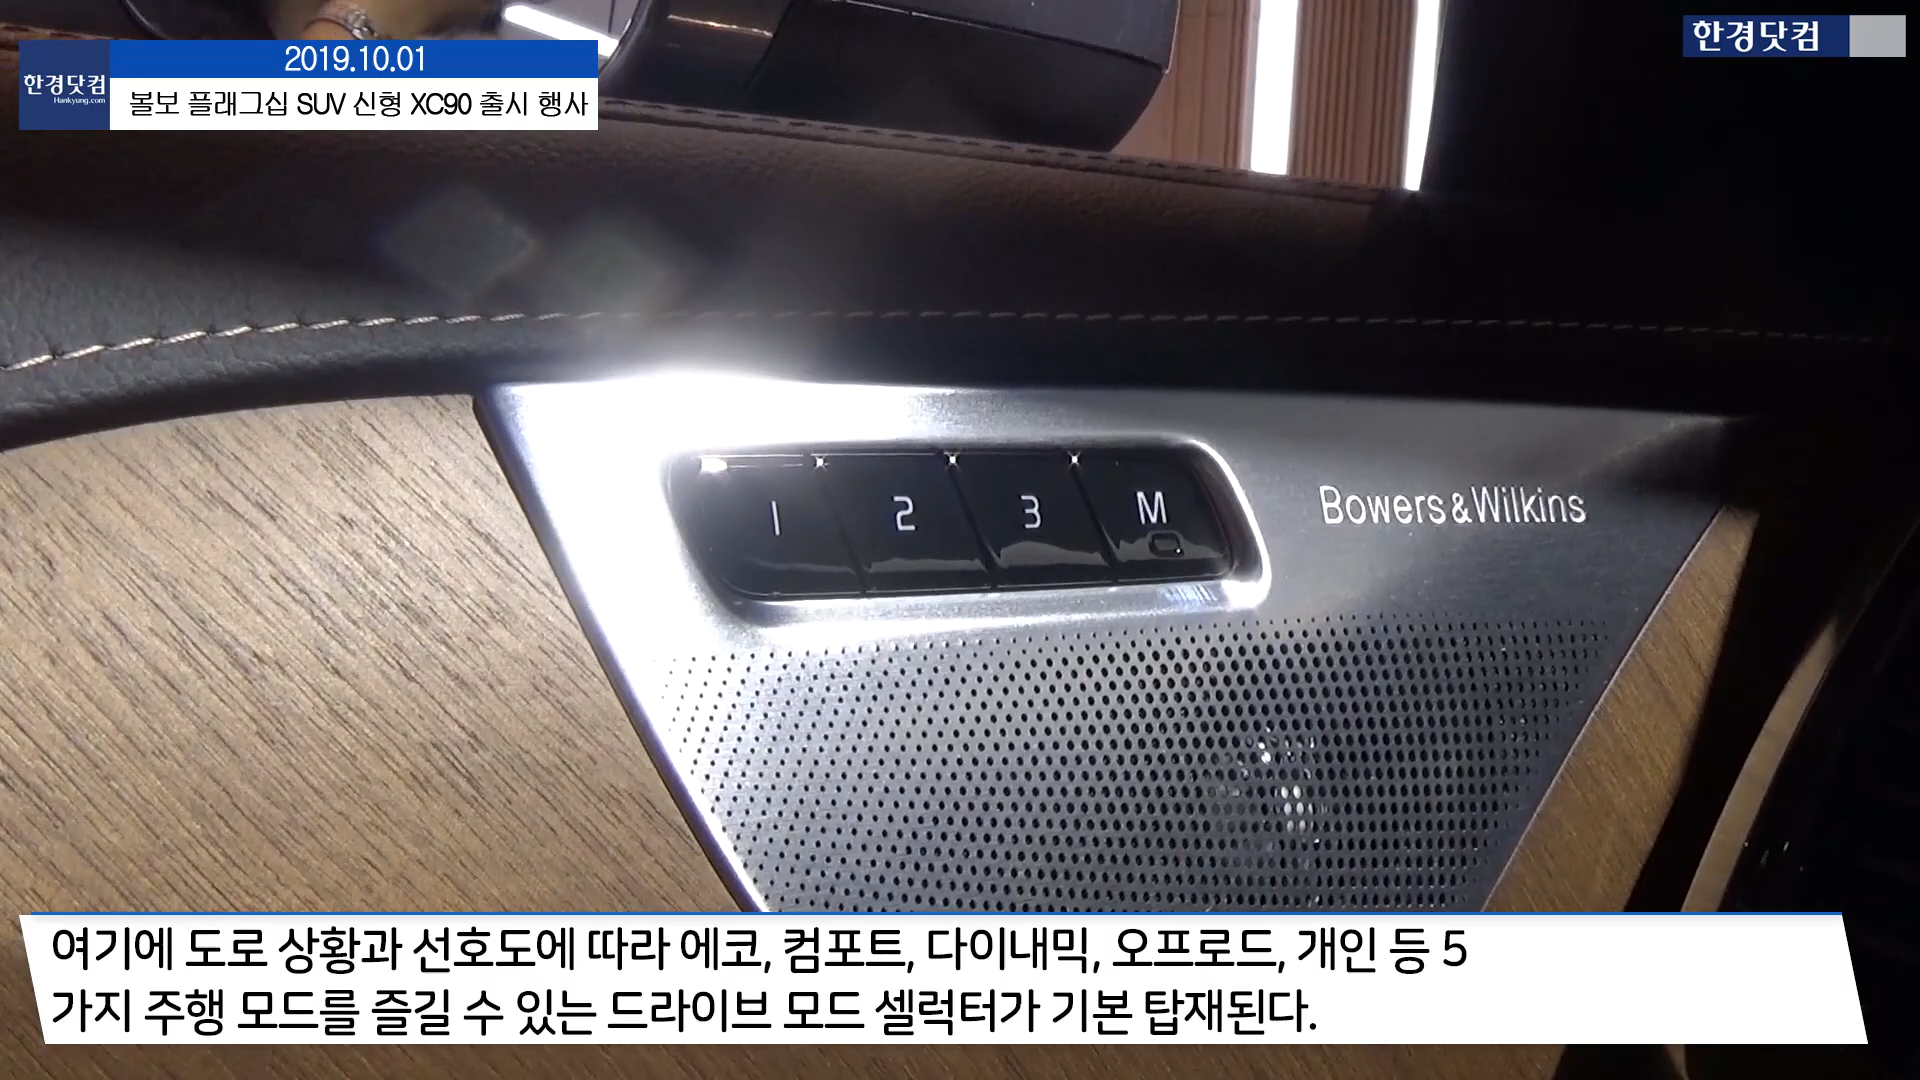 2019.10.01
한경닷컴
Hankyung.com
볼보 플래그십 SUV 신형 XC90 출시 행사
한경닷컴
1 2 3 M
Bowers & Wilkins
여기에 도로 상황과 선호도에 따라 에코, 컴포트, 다이내믹, 오프로드, 개인 등 5
가지 주행 모드를 즐길 수 있는 드라이브 모드 셀럭터가 기본 탑재된다.